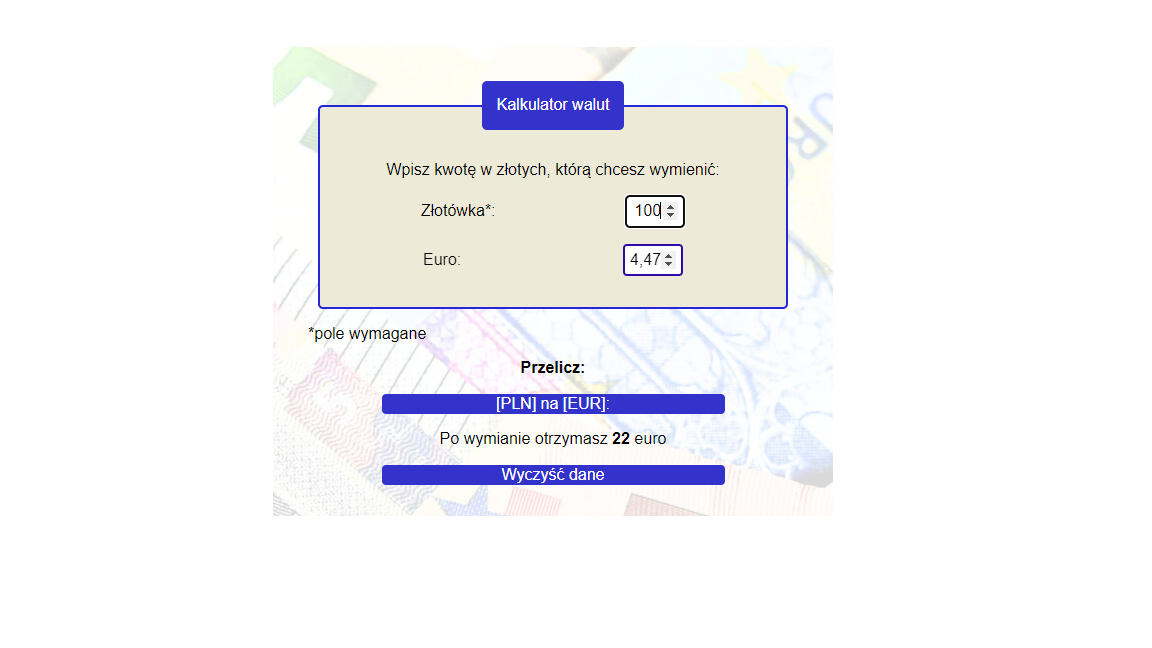 Kalkulator walut
Wpisz kwotę w złotych, którą chcesz wymienić:
Złotówka*: 100
Euro: 4,47
*pole wymagane
Przelicz:
[PLN] na [EUR]:
Po wymianie otrzymasz 22 euro
Wyczyść dane